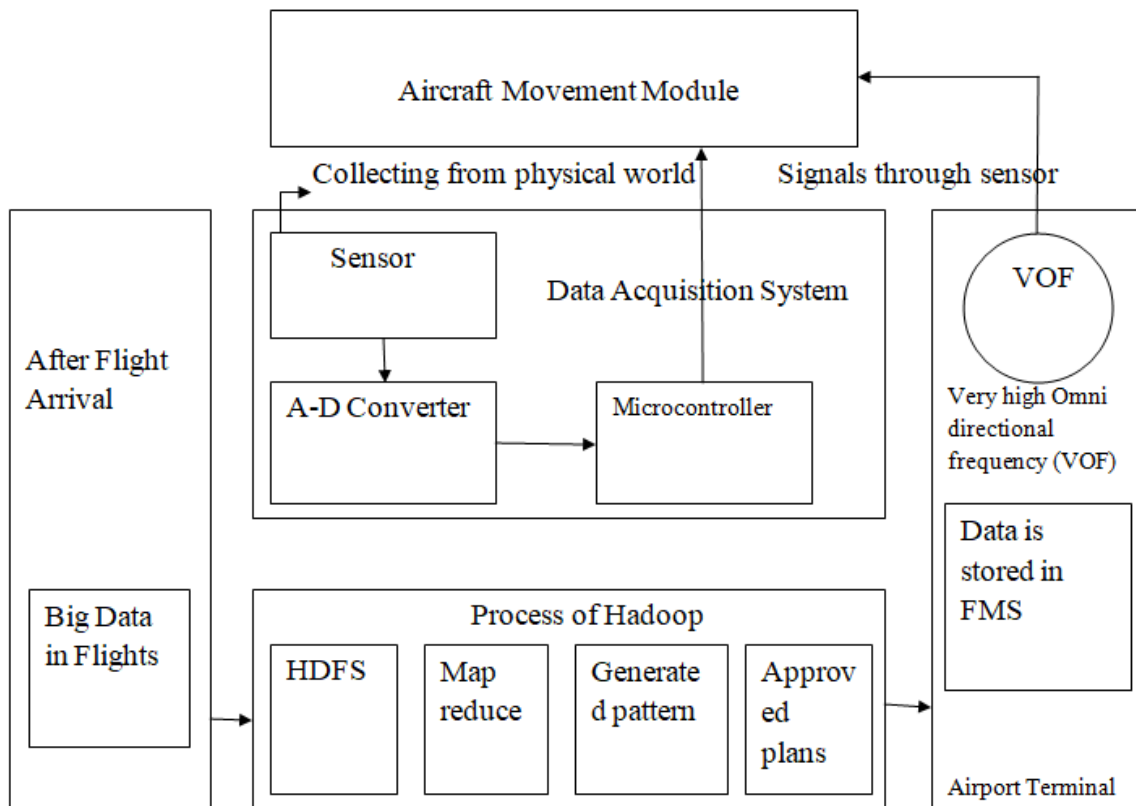 Aircraft Movement Module
Collecting from physical world
Signals through sensor
Sensor
Data Acquisition System
VOF
After Flight
Arrival
A-D Converter
Microcontroller
Very high Omni
directional
frequency (VOF)
Data is
stored in
FMS
Big Data
in Flights
Process of Hadoop
HDFS
Map
reduce
Generate
d pattern
Approv
ed
plans
Airport Terminal